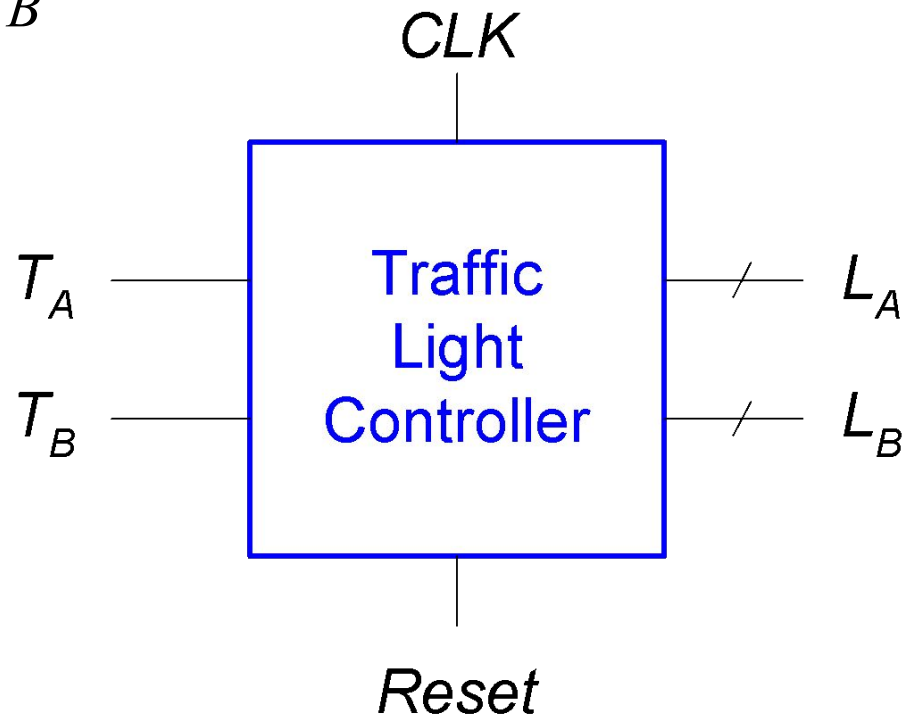 B
CLK
T_A
Traffic
Light
Controller
L_A
T_B
L_B
Reset